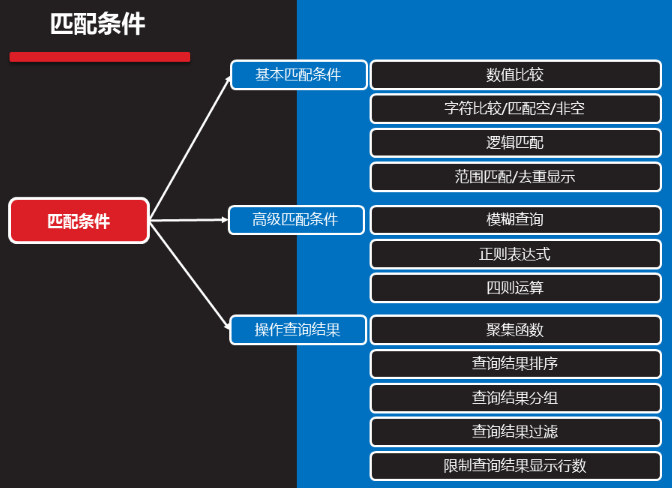 匹配条件
匹配条件
基本匹配条件
数值比较
字符比较/匹配空/非空
逻辑匹配
范围匹配/去重显示
高级匹配条件
模糊查询
正则表达式
四则运算
操作查询结果
聚集函数
查询结果排序
查询结果分组
查询结果过滤
限制查询结果显示行数